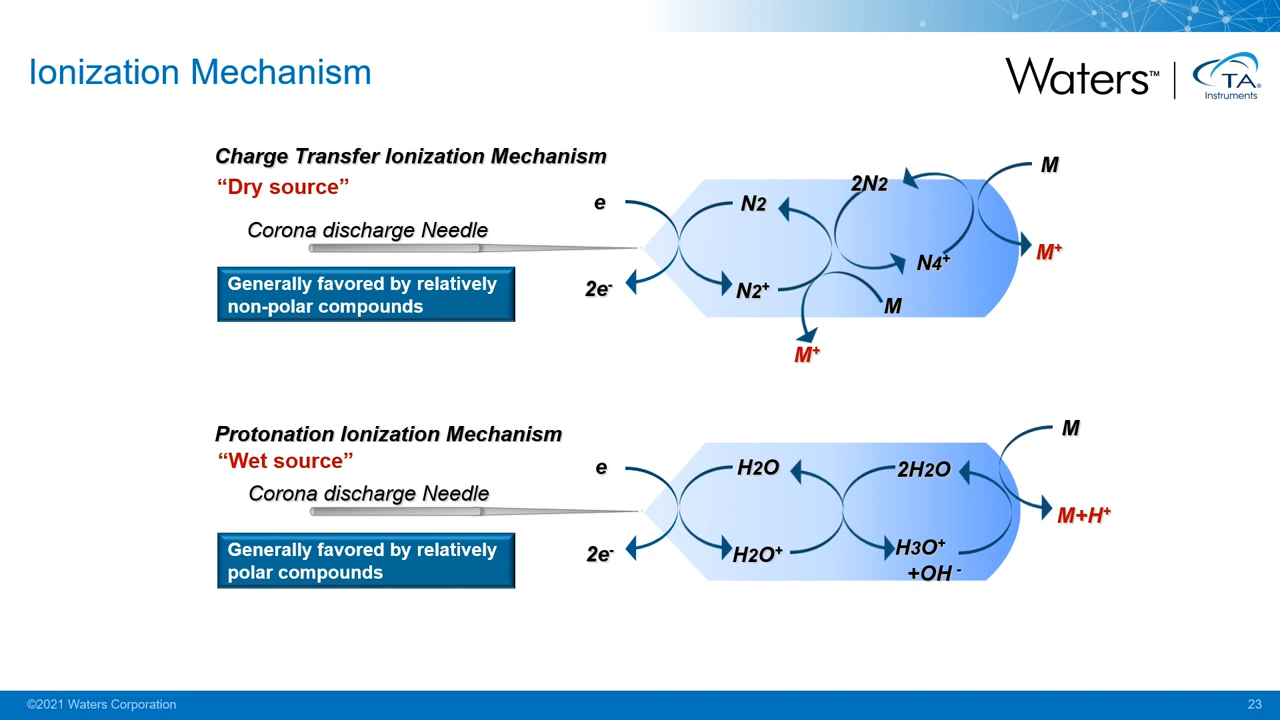 Ionization Mechanism
Waters™ | TA Instruments
Charge Transfer Ionization Mechanism
“Dry source”
Corona discharge Needle
Generally favored by relatively
non-polar compounds
e
2e-
N2
N2+
2N2
N4+
M
M+
M
M+
Protonation Ionization Mechanism
“Wet source”
Corona discharge Needle
Generally favored by relatively
polar compounds
e
2e-
H2O
H2O+
2H2O
H3O+
+OH -
M
M+H+
©2021 Waters Corporation
23